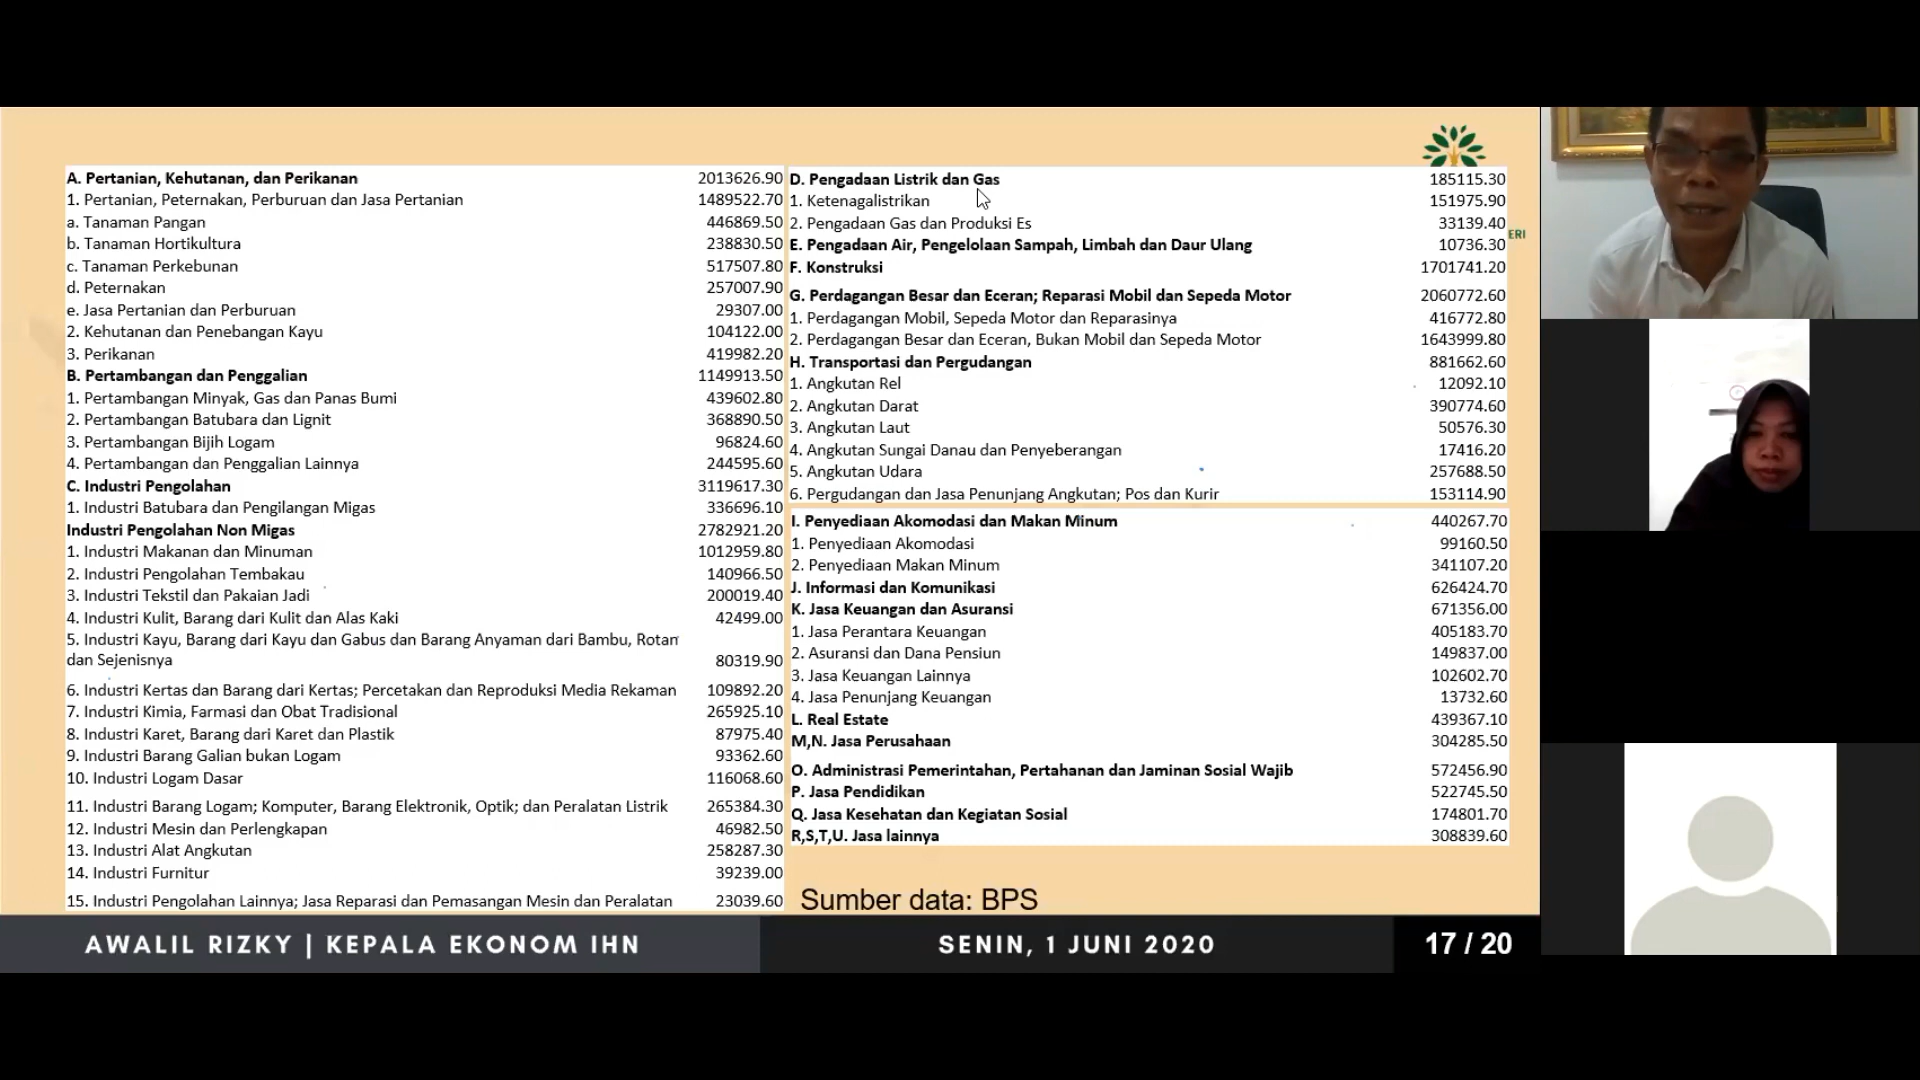 A. Pertanian, Kehutanan, dan Perikanan 2013626.90
1. Pertanian, Peternakan, Perburuan dan Jasa Pertanian 1489522.70
a. Tanaman Pangan 446869.50
b. Tanaman Hortikultura 238830.50
c. Tanaman Perkebunan 517507.80
d. Peternakan 257007.90
e. Jasa Pertanian dan Perburuan 29307.00
2. Kehutanan dan Penebangan Kayu 104122.00
3. Perikanan 419982.20
B. Pertambangan dan Penggalian 1149913.50
1. Pertambangan Minyak, Gas dan Panas Bumi 439602.80
2. Pertambangan Batubara dan Lignit 368890.50
3. Pertambangan Bijih Logam 96824.60
4. Pertambangan dan Penggalian Lainnya 244595.60
C. Industri Pengolahan 3119617.30
1. Industri Batubara dan Pengilangan Migas 336696.10
Industri Pengolahan Non Migas 2782921.20
1. Industri Makanan dan Minuman 1012959.80
2. Industri Pengolahan Tembakau 140966.50
3. Industri Tekstil dan Pakaian Jadi 200019.40
4. Industri Kulit, Barang dari Kulit dan Alas Kaki 42499.00
5. Industri Kayu, Barang dari Kayu dan Gabus dan Barang Anyaman dari Bambu, Rotan
dan Sejenisnya 80319.90
6. Industri Kertas dan Barang dari Kertas; Percetakan dan Reproduksi Media Rekaman 109892.20
7. Industri Kimia, Farmasi dan Obat Tradisional 265925.10
8. Industri Karet, Barang dari Karet dan Plastik 87975.40
9. Industri Barang Galian bukan Logam 93362.60
10. Industri Logam Dasar 116068.60
11. Industri Barang Logam; Komputer, Barang Elektronik, Optik; dan Peralatan Listrik 265384.30
12. Industri Mesin dan Perlengkapan 46982.50
13. Industri Alat Angkutan 258287.30
14. Industri Furnitur 39239.00
15. Industri Pengolahan Lainnya; Jasa Reparasi dan Pemasangan Mesin dan Peralatan 23039.60
D. Pengadaan Listrik dan Gas 185115.30
1. Ketenagalistrikan 151975.90
2. Pengadaan Gas dan Produksi Es 33139.40
E. Pengadaan Air, Pengelolaan Sampah, Limbah dan Daur Ulang 10736.30
F. Konstruksi 1701741.20
G. Perdagangan Besar dan Eceran; Reparasi Mobil dan Sepeda Motor 2060772.60
1. Perdagangan Mobil, Sepeda Motor dan Reparasinya 416772.80
2. Perdagangan Besar dan Eceran, Bukan Mobil dan Sepeda Motor 1643999.80
H. Transportasi dan Pergudangan 881662.60
1. Angkutan Rel 12092.10
2. Angkutan Darat 390774.60
3. Angkutan Laut 50576.30
4. Angkutan Sungai Danau dan Penyeberangan 17416.20
5. Angkutan Udara 257688.50
6. Pergudangan dan Jasa Penunjang Angkutan; Pos dan Kurir 153114.90
I. Penyediaan Akomodasi dan Makan Minum 440267.70
1. Penyediaan Akomodasi 99160.50
2. Penyediaan Makan Minum 341107.20
J. Informasi dan Komunikasi 626424.70
K. Jasa Keuangan dan Asuransi 671356.00
1. Jasa Perantara Keuangan 405183.70
2. Asuransi dan Dana Pensiun 149837.00
3. Jasa Keuangan Lainnya 102602.70
4. Jasa Penunjang Keuangan 13732.60
L. Real Estate 439367.10
M,N. Jasa Perusahaan 304285.50
O. Administrasi Pemerintahan, Pertahanan dan Jaminan Sosial Wajib 572456.90
P. Jasa Pendidikan 522745.50
Q. Jasa Kesehatan dan Kegiatan Sosial 174801.70
R,S,T,U. Jasa lainnya 308839.60
ERI
Sumber data: BPS
AWALIL RIZKY | KEPALA EKONOM IHN
SENIN, 1 JUNI 2020
17 / 20